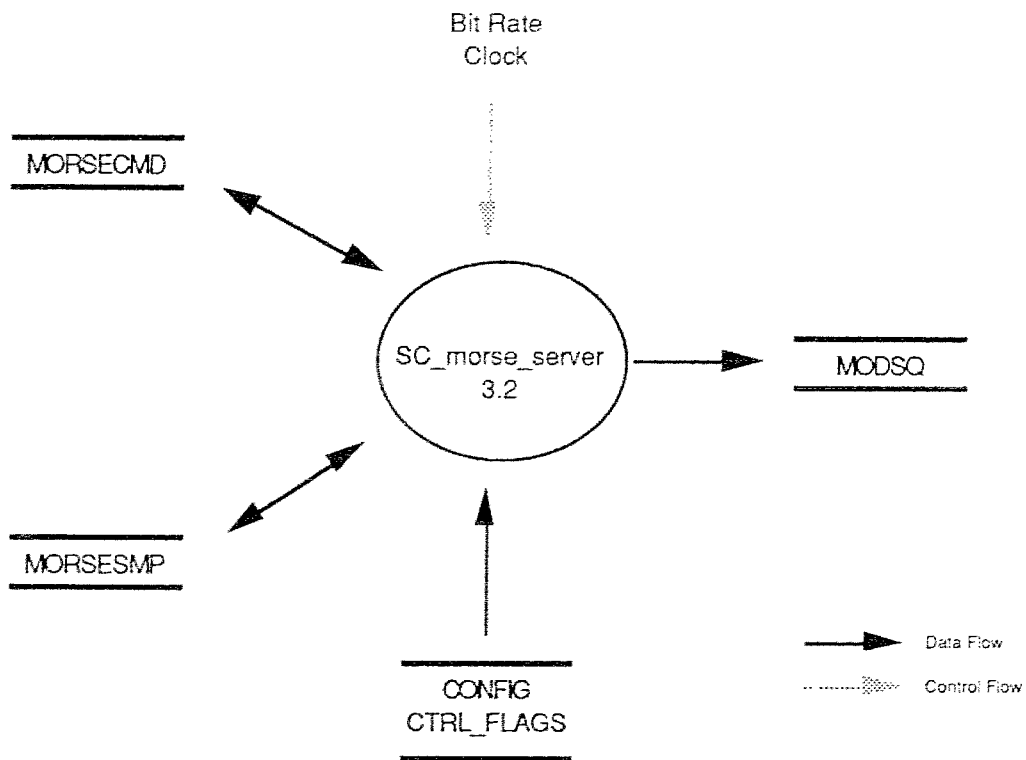 Bit Rate
Clock
MORSECMD
SC_morse_server
3.2
MODSQ
MORSESMP
CONFIG
CTRL_FLAGS
Data Flow
Control Flow